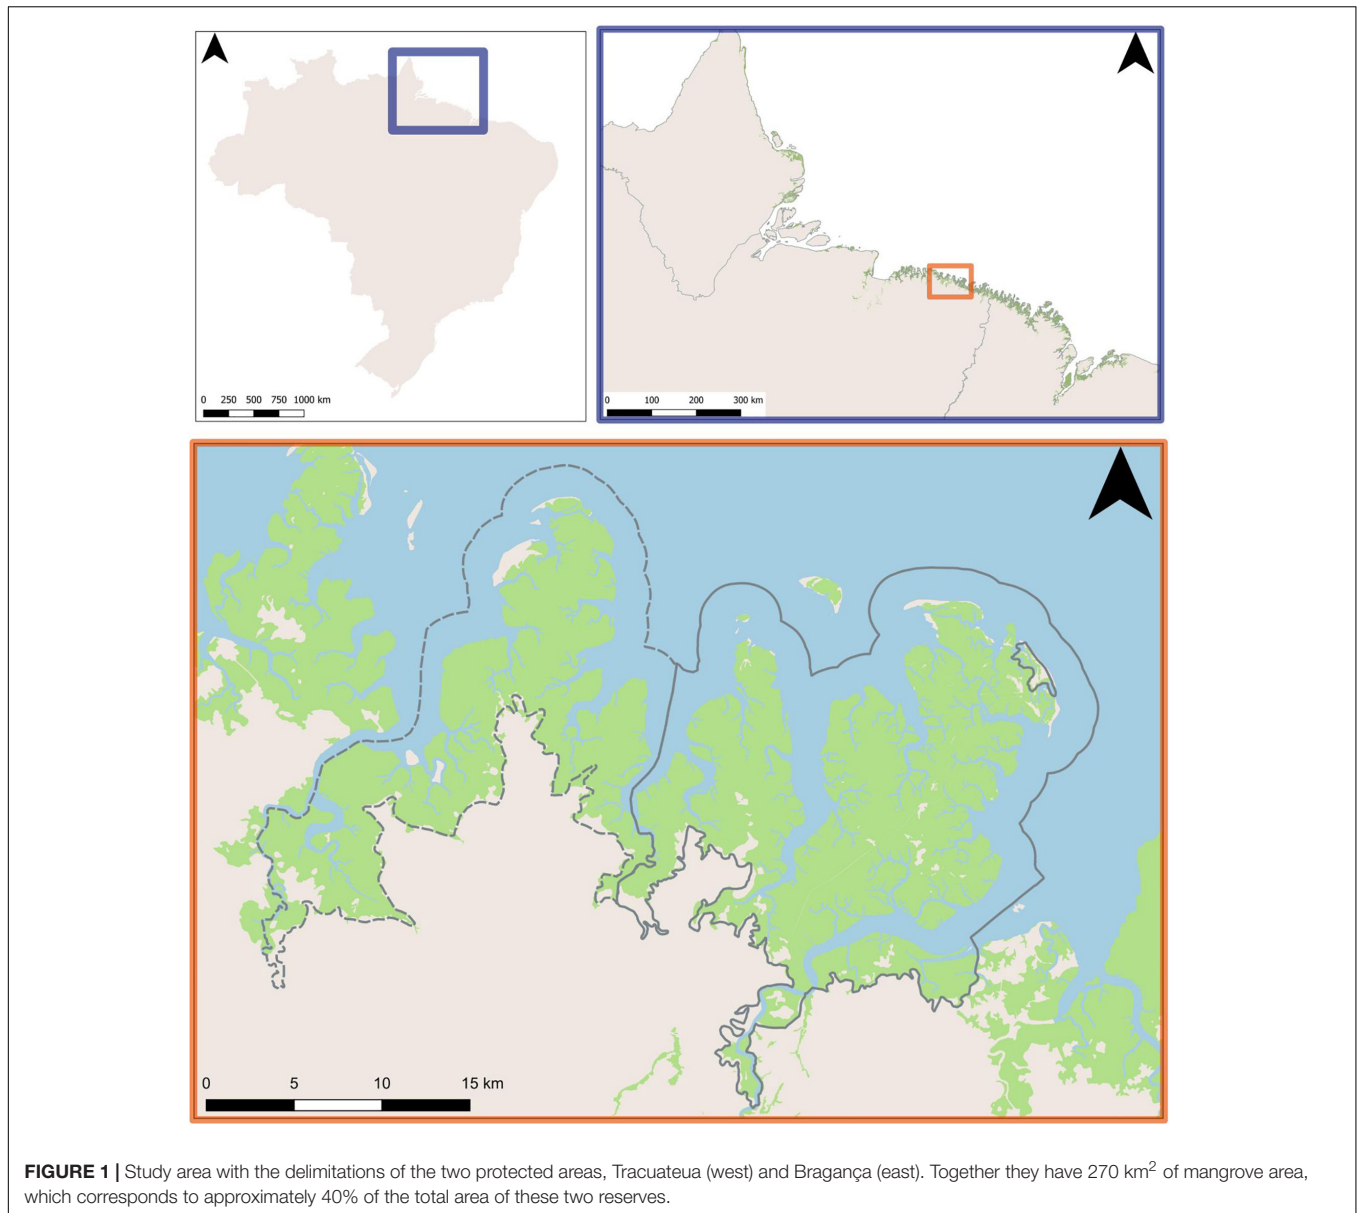 0 250 500 750 1000 km
0 100 200 300 km
0 5 10 15 km
FIGURE 1 | Study area with the delimitations of the two protected areas, Tracuateua (west) and Bragança (east). Together they have 270 km² of mangrove area,
which corresponds to approximately 40% of the total area of these two reserves.